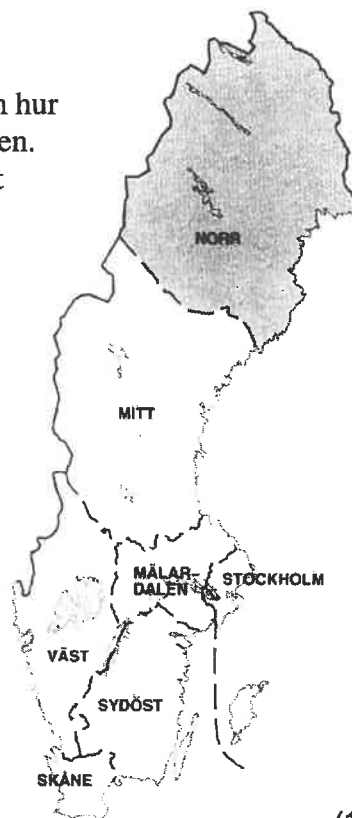 hur
en.
t
NORR
MITT
MÄLAR-
DALEN
STOCKHOLM
VÄST
SYDÖST
SKÅNE